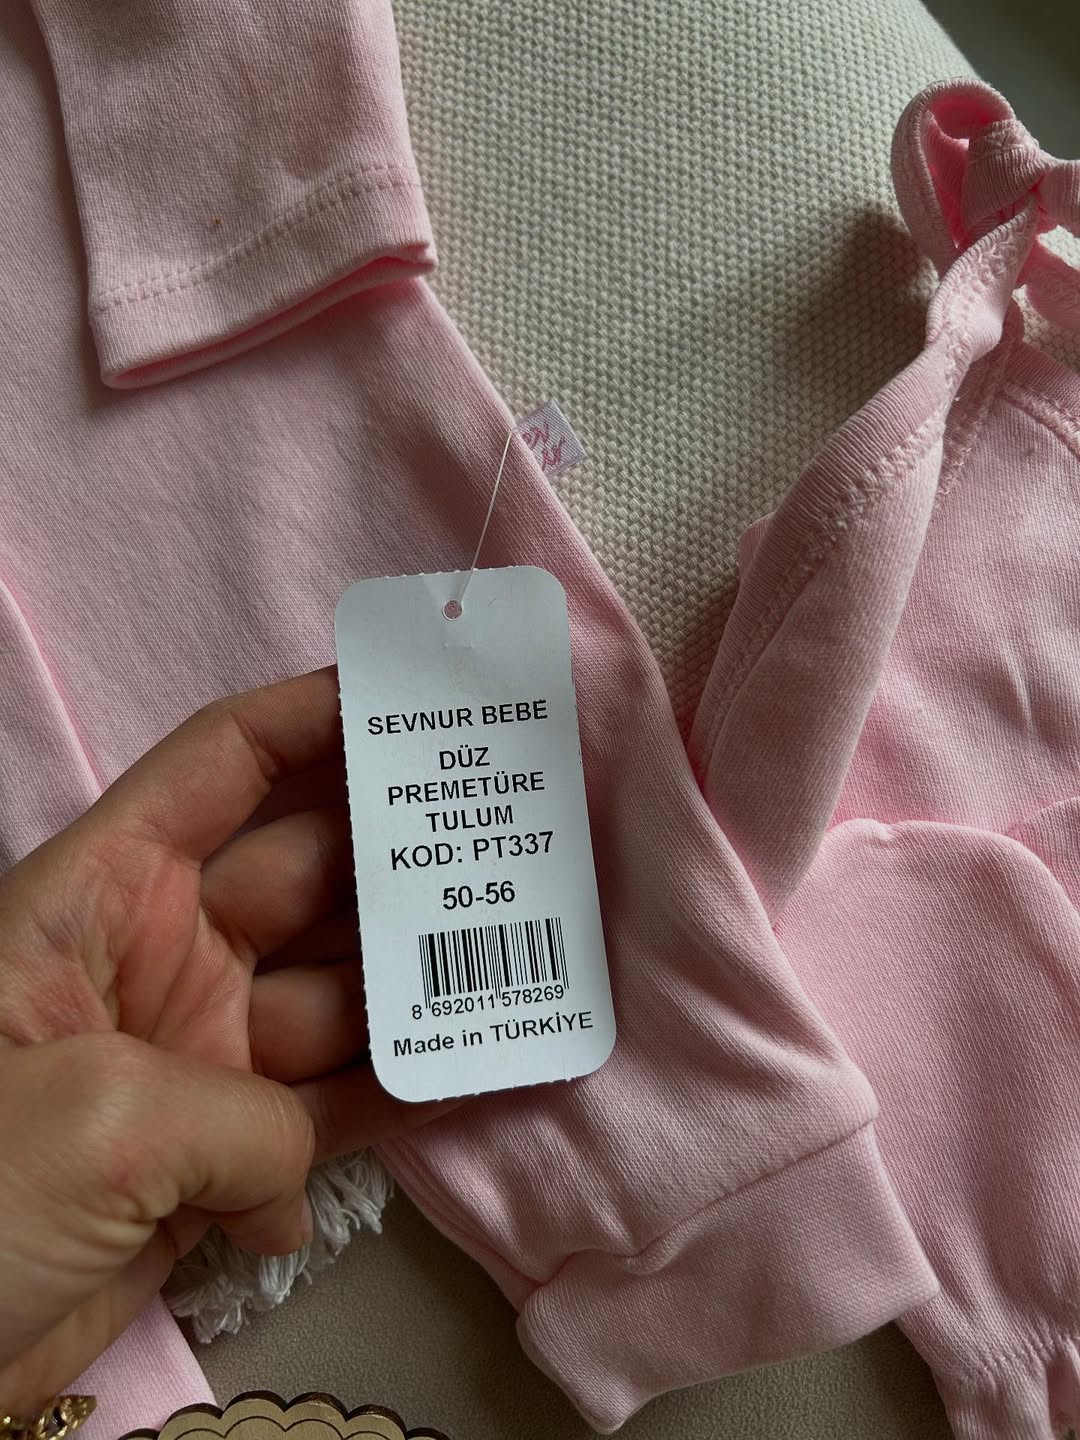 SEVNUR BEBE
DÜZ
PREMETÜRE
TULUM
KOD: PT337
50-56
8 692011 578269
Made in TÜRKİYE